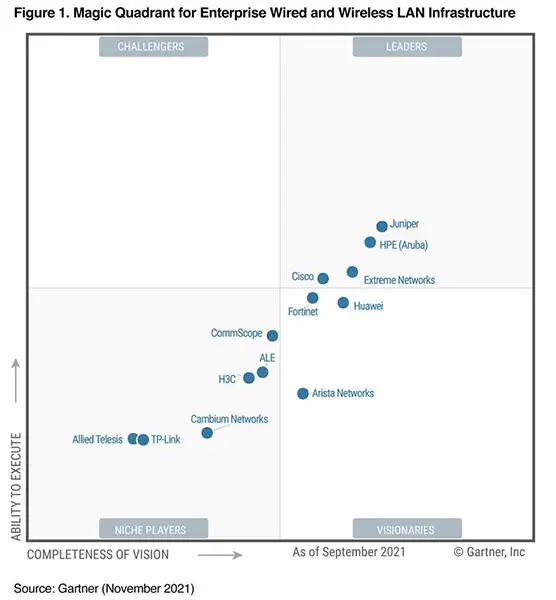 Figure 1. Magic Quadrant for Enterprise Wired and Wireless LAN Infrastructure
CHALLENGERS
LEADERS
Juniper
HPE (Aruba)
Cisco
Extreme Networks
Fortinet
Huawei
CommScope
ALE
H3C
Arista Networks
Cambium Networks
Allied Telesis
TP-Link
ABILITY TO EXECUTE
NICHE PLAYERS
VISIONARIES
COMPLETENESS OF VISION
As of September 2021
© Gartner, Inc
Source: Gartner (November 2021)